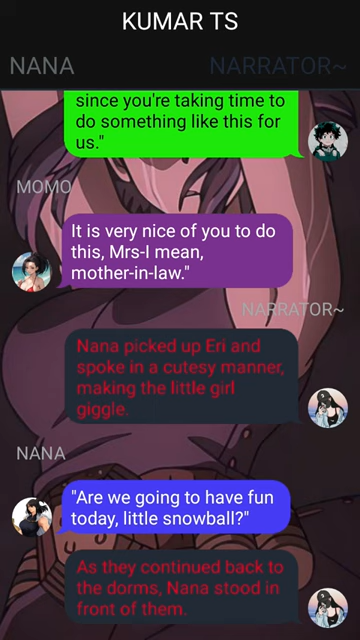 KUMAR TS
NANA
NARRATOR~
since you're taking time to
do something like this for
us."
MOMO
It is very nice of you to do
this, Mrs-I mean,
mother-in-law."
NARRATOR~
Nana picked up Eri and
spoke in a cutesy manner,
making the little girl
giggle.
NANA
"Are we going to have fun
today, little snowball?"
As they continued back to
the dorms, Nana stood in
front of them.